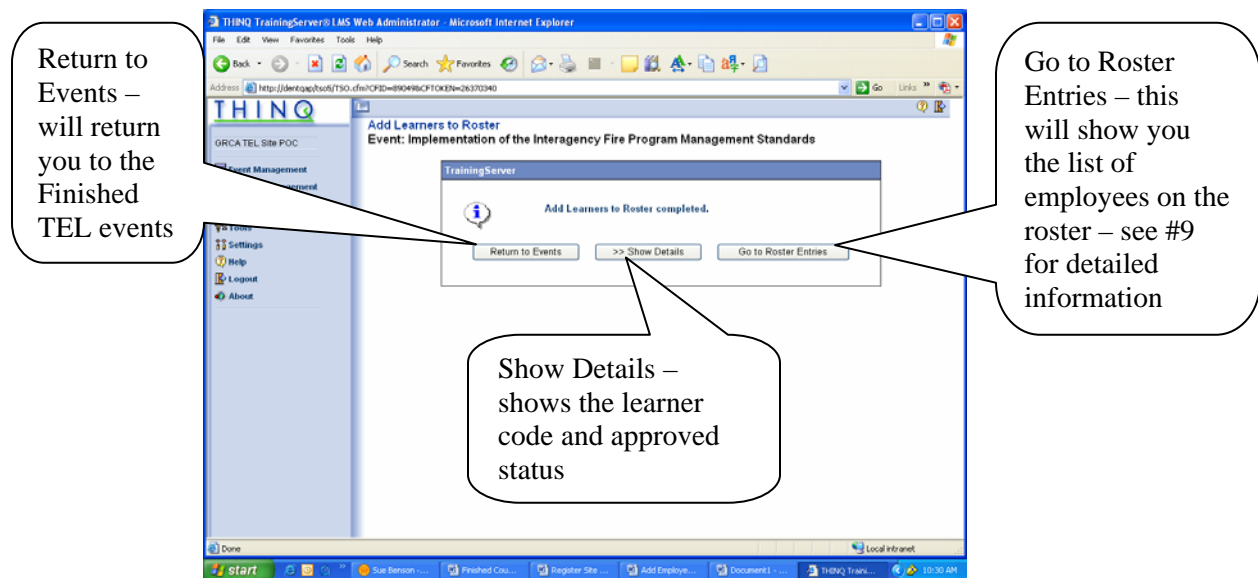 THINQ TrainingServer® LMS Web Administrator - Microsoft Internet Explorer
File Edit View Favorites Tools Help
Back Search Favorites
Address Go Links »
THINQ
GRCA TEL Site POC
Event Management
Tools
Settings
Help
Logout
About
Add Learners to Roster
Event: Implementation of the Interagency Fire Program Management Standards
TrainingServer
Add Learners to Roster completed.
Return to Events >> Show Details Go to Roster Entries
Return to
Events –
will return
you to the
Finished
TEL events
Show Details –
shows the learner
code and approved
status
Go to Roster
Entries – this
will show you
the list of
employees on the
roster – see #9
for detailed
information
Done Local intranet
start Sue Benson -... Finished Cou... Register Site ... Add Employe... Document1 - ... THINQ Traini... 10:30 AM